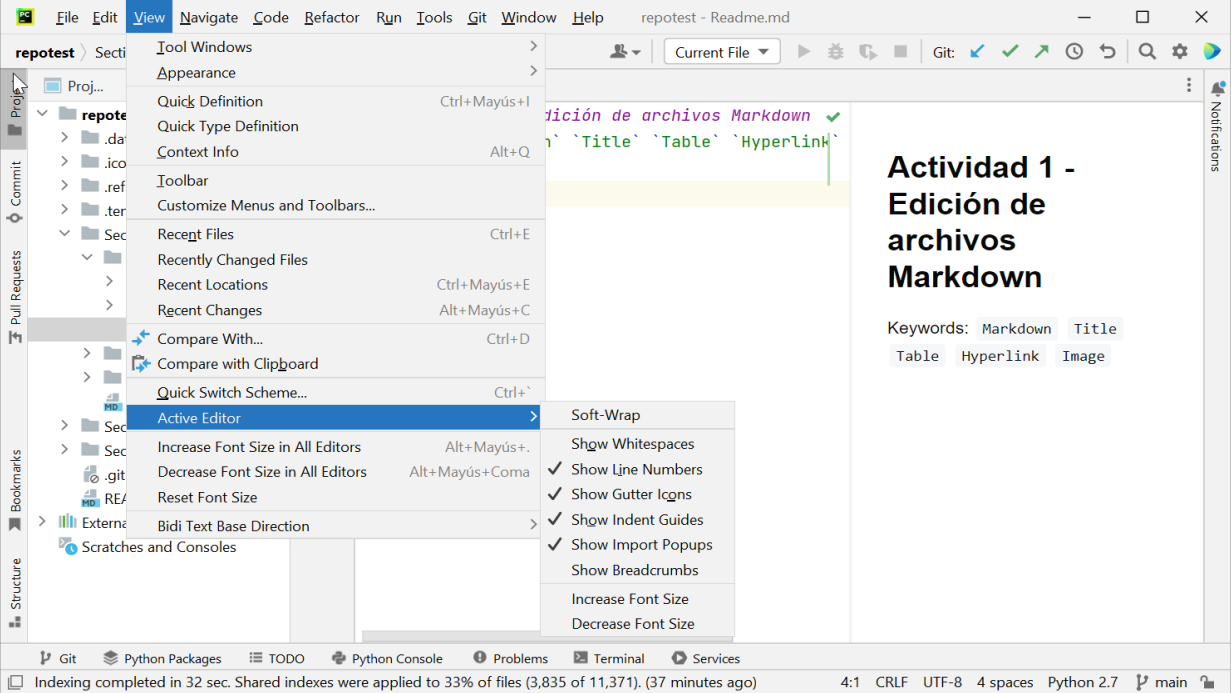 PC File Edit View Navigate Code Refactor Run Tools Git Window Help repotest - Readme.md
repotest Secti Current File Git:
Proj...
Project
Commit
Pull Requests
Bookmarks
Structure
Notifications
repote
.da
.ico
.ref
.ter
Sec
MD
Sec
Sec
.git
MD REA
Externa
Scratches and Consoles
Tool Windows
Appearance
Quick Definition Ctrl+Mayús+I
Quick Type Definition
Context Info Alt+Q
Toolbar
Customize Menus and Toolbars...
Recent Files Ctrl+E
Recently Changed Files
Recent Locations Ctrl+Mayús+E
Recent Changes Alt+Mayús+C
Compare With... Ctrl+D
Compare with Clipboard
Quick Switch Scheme... Ctrl+`
Active Editor
Increase Font Size in All Editors Alt+Mayús+.
Decrease Font Size in All Editors Alt+Mayús+Coma
Reset Font Size
Bidi Text Base Direction
Soft-Wrap
Show Whitespaces
Show Line Numbers
Show Gutter Icons
Show Indent Guides
Show Import Popups
Show Breadcrumbs
Increase Font Size
Decrease Font Size
dición de archivos Markdown
n` `Title` `Table` `Hyperlink`
Actividad 1 -
Edición de
archivos
Markdown
Keywords: Markdown Title
Table Hyperlink Image
Git Python Packages TODO Python Console Problems Terminal Services
Indexing completed in 32 sec. Shared indexes were applied to 33% of files (3,835 of 11,371). (37 minutes ago) 4:1 CRLF UTF-8 4 spaces Python 2.7 main